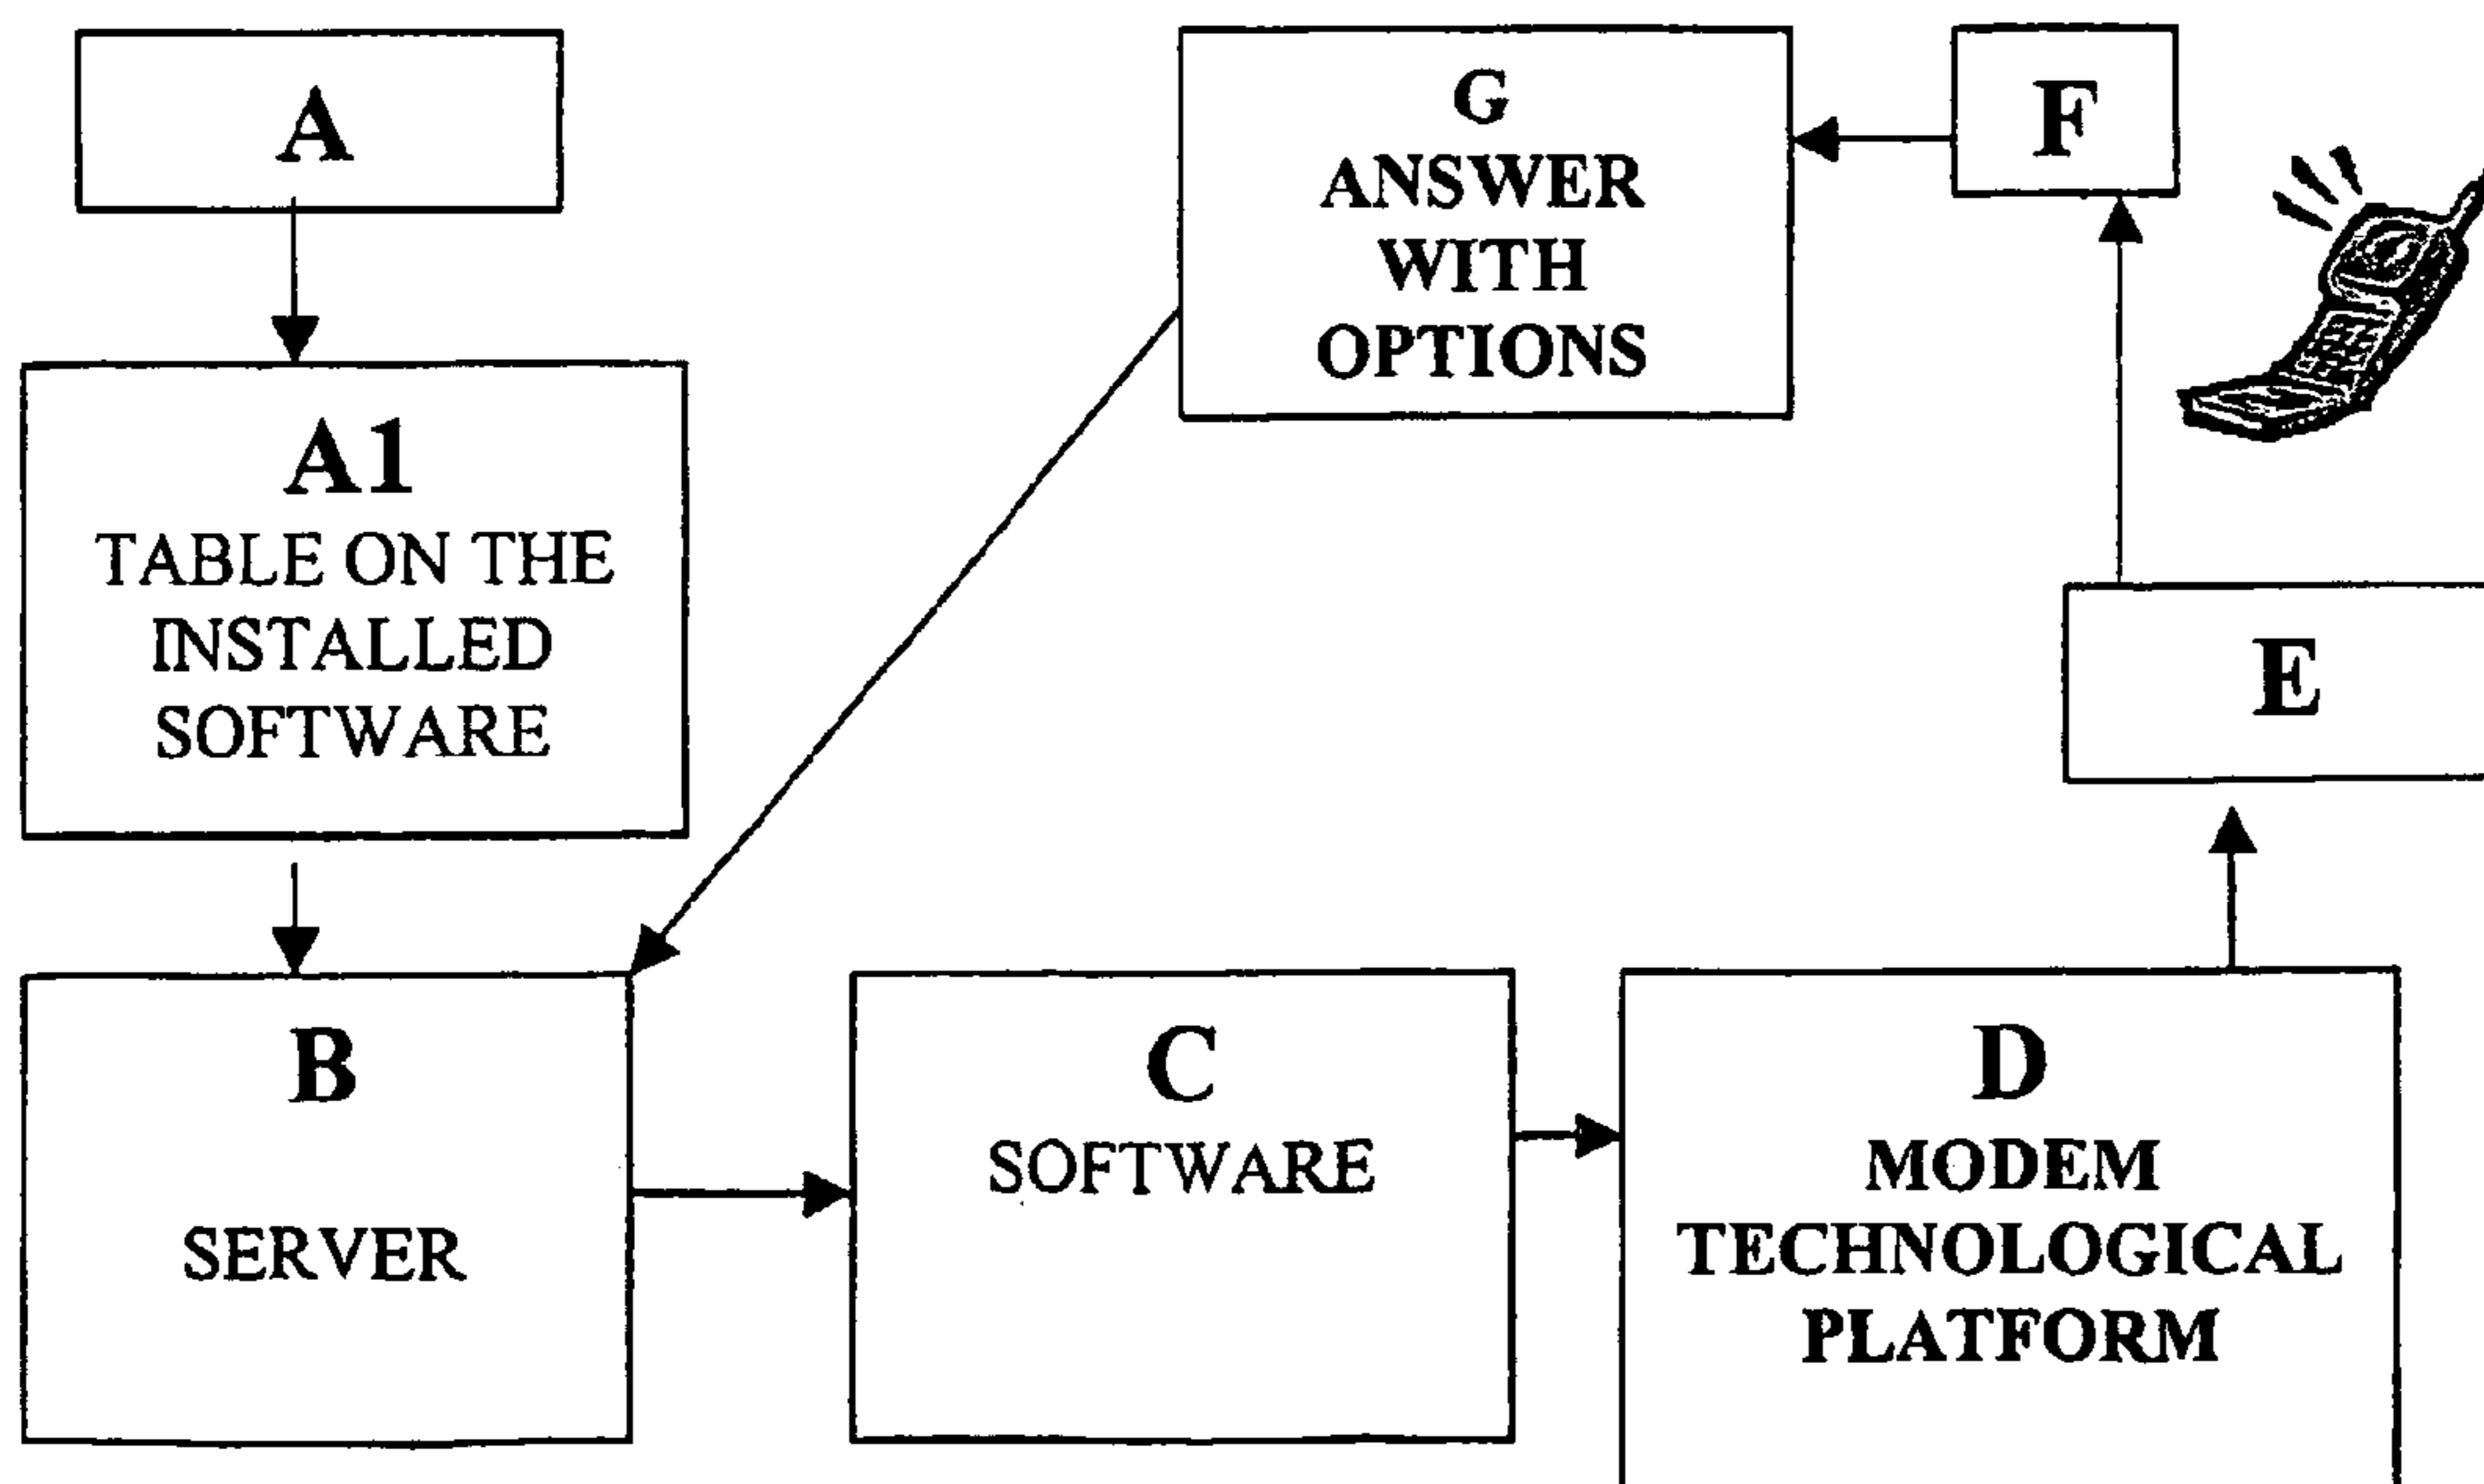 A
A1
TABLE ON THE
INSTALLED
SOFTWARE
B
SERVER
C
SOFTWARE
D
MODEM
TECHNOLOGICAL
PLATFORM
E
F
G
ANSWER
WITH
OPTIONS